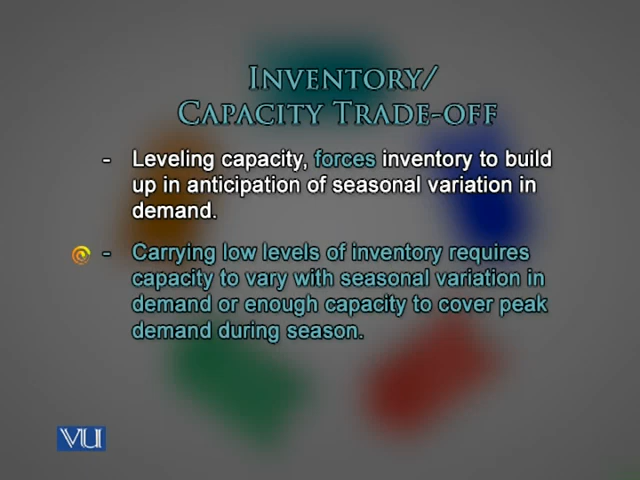 INVENTORY/
CAPACITY TRADE-OFF
- Leveling capacity, forces inventory to build
up in anticipation of seasonal variation in
demand.
- Carrying low levels of inventory requires
capacity to vary with seasonal variation in
demand or enough capacity to cover peak
demand during season.
VU